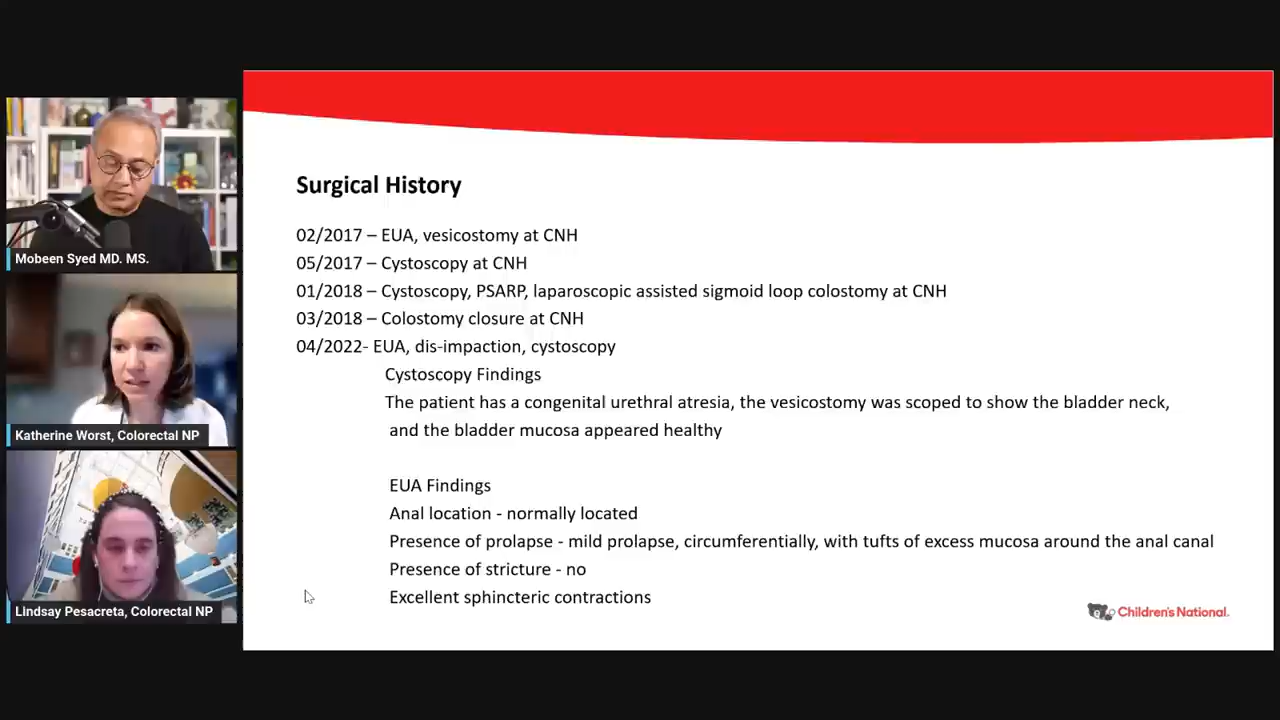 Mobeen Syed MD. MS.
Katherine Worst, Colorectal NP
Lindsay Pesacreta, Colorectal NP
Surgical History
02/2017 – EUA, vesicostomy at CNH
05/2017 – Cystoscopy at CNH
01/2018 – Cystoscopy, PSARP, laparoscopic assisted sigmoid loop colostomy at CNH
03/2018 – Colostomy closure at CNH
04/2022- EUA, dis-impaction, cystoscopy
Cystoscopy Findings
The patient has a congenital urethral atresia, the vesicostomy was scoped to show the bladder neck,
and the bladder mucosa appeared healthy
EUA Findings
Anal location - normally located
Presence of prolapse - mild prolapse, circumferentially, with tufts of excess mucosa around the anal canal
Presence of stricture - no
Excellent sphincteric contractions
Children's National